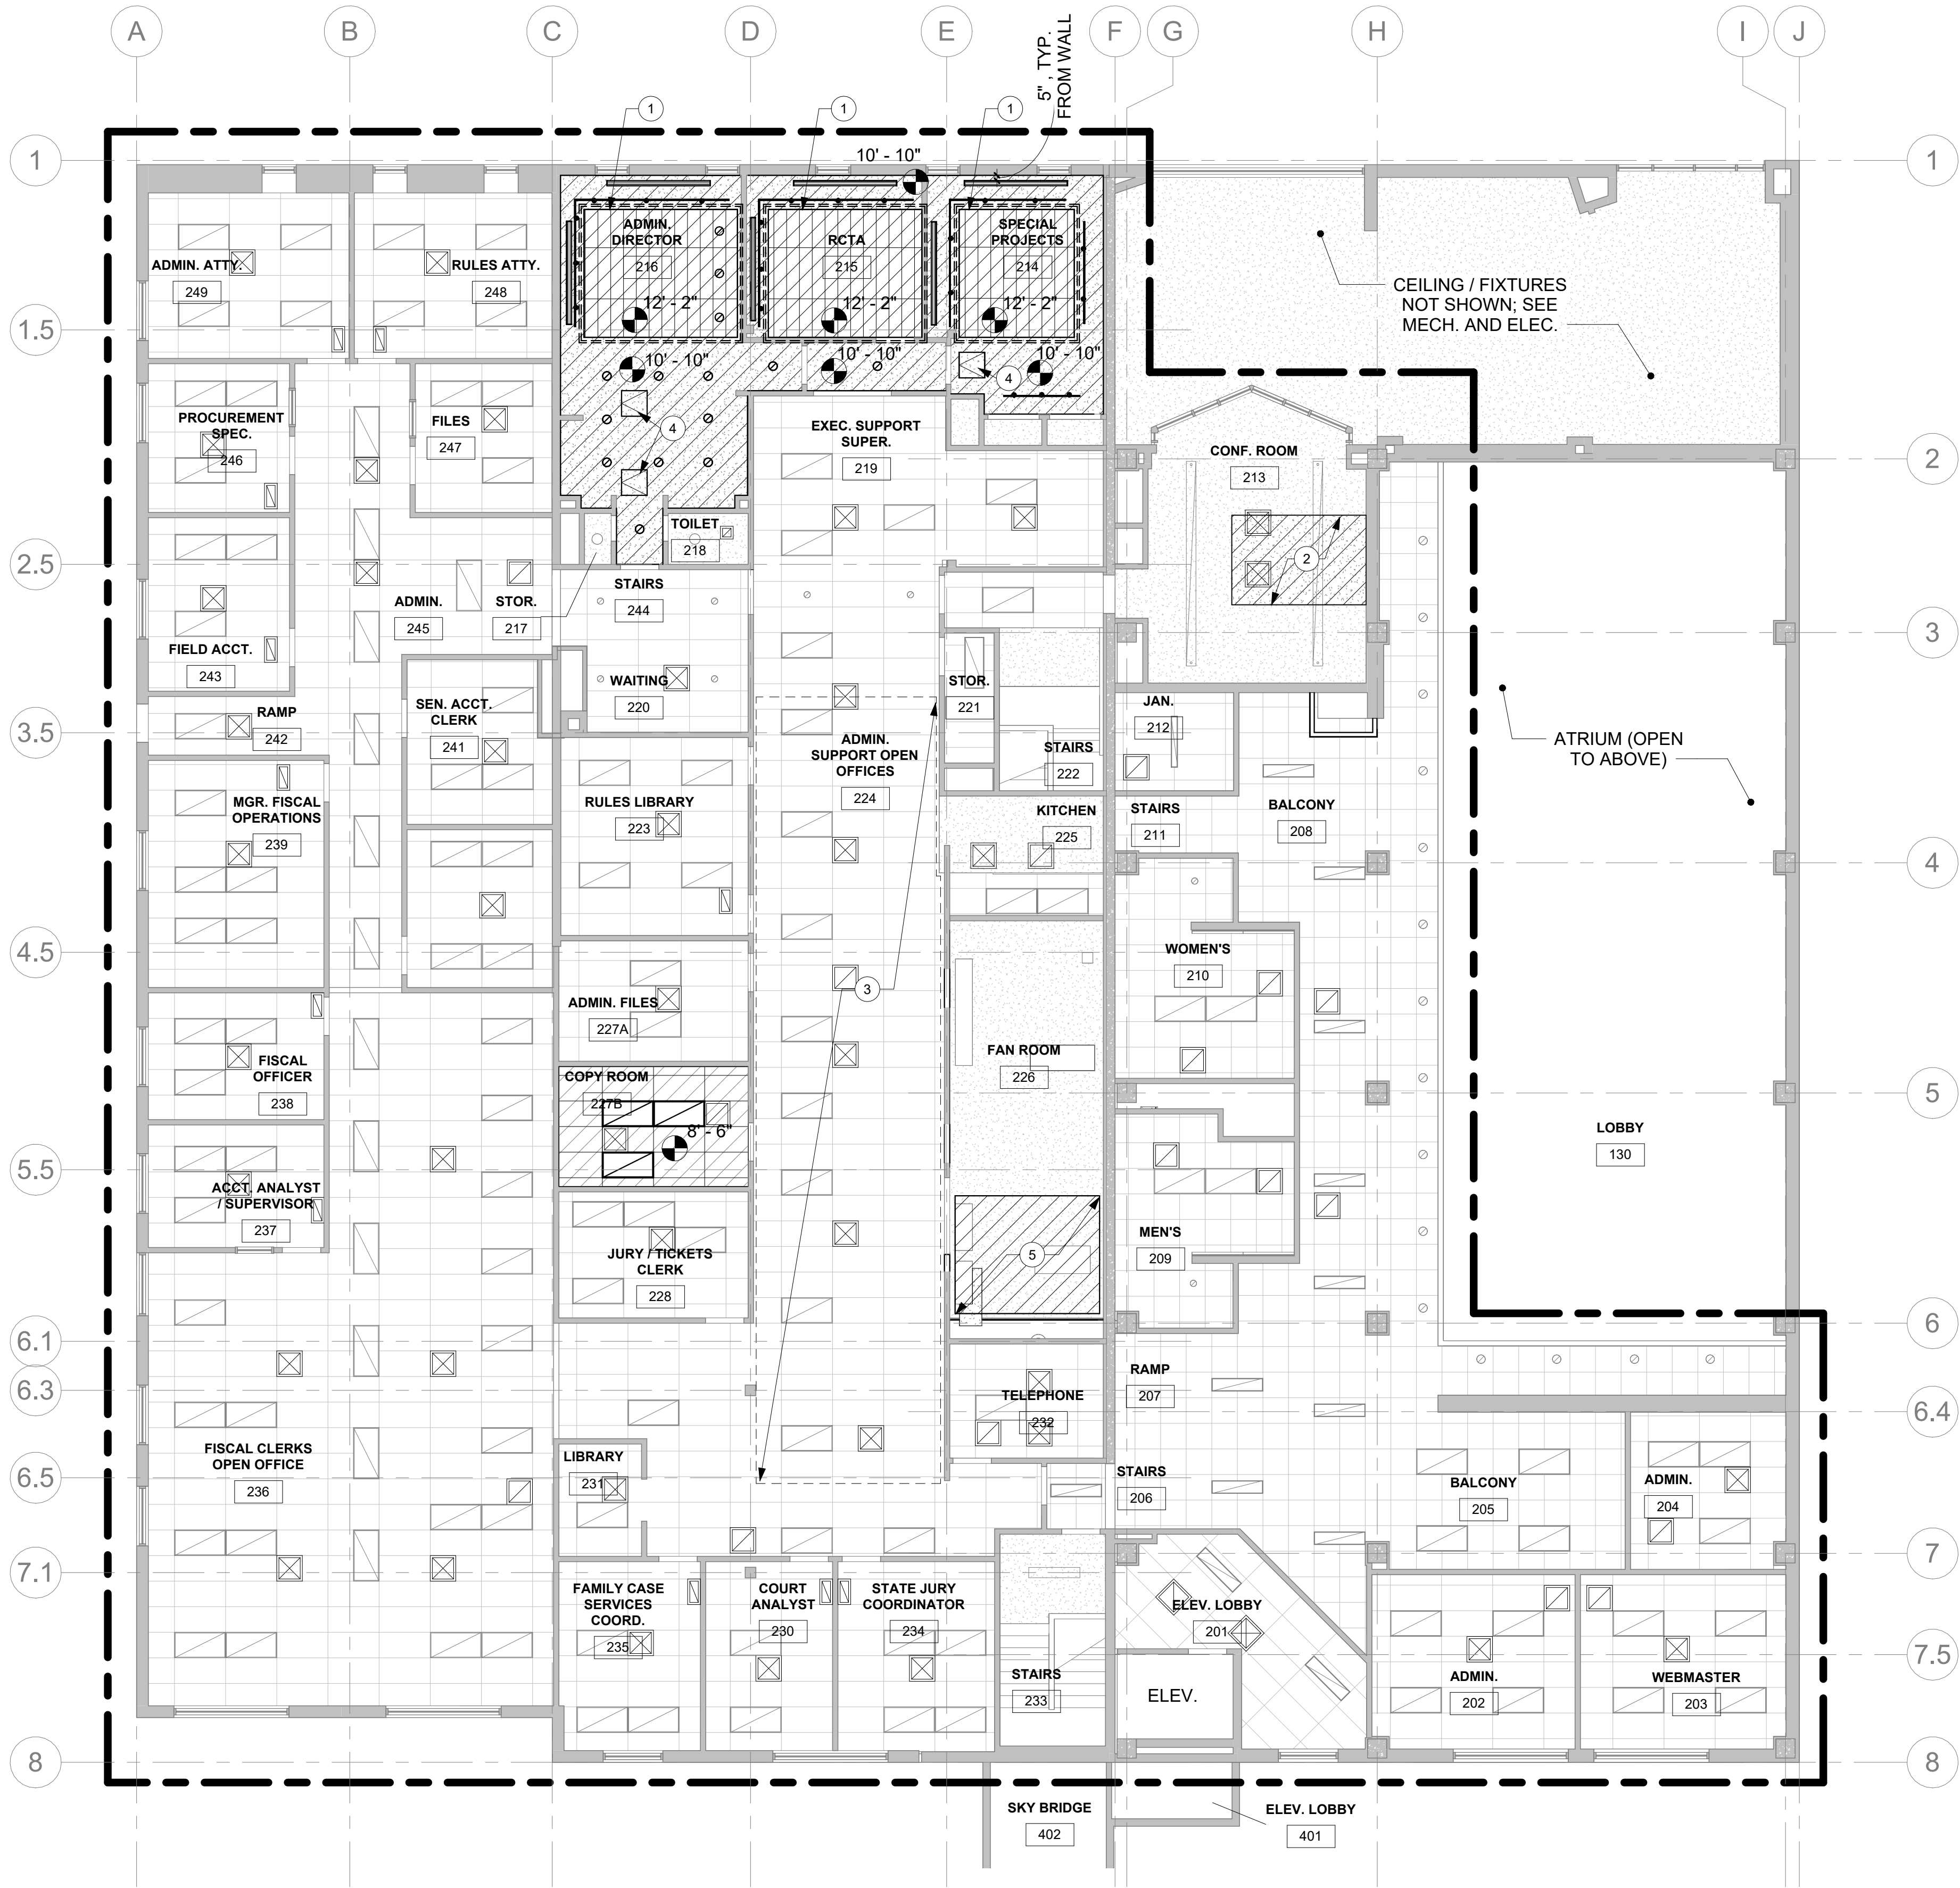 A
B
C
D
E
F
G
H
I
J
5" , TYP.
FROM WALL
1
1
1
1
1
10' - 10"
ADMIN.
DIRECTOR
216
RCTA
215
SPECIAL
PROJECTS
214
12' - 2"
12' - 2"
12' - 2"
10' - 10"
10' - 10"
10' - 10"
4
4
ADMIN. ATTY.
249
RULES ATTY.
248
CEILING / FIXTURES
NOT SHOWN; SEE
MECH. AND ELEC.
1.5
PROCUREMENT
SPEC.
246
FILES
247
EXEC. SUPPORT
SUPER.
219
CONF. ROOM
213
2
2
TOILET
218
2.5
STAIRS
244
ADMIN.
245
STOR.
217
3
FIELD ACCT.
243
WAITING
220
STOR.
221
JAN.
212
RAMP
242
SEN. ACCT.
CLERK
241
3.5
ADMIN.
SUPPORT OPEN
OFFICES
224
STAIRS
222
ATRIUM (OPEN
TO ABOVE)
MGR. FISCAL
OPERATIONS
239
RULES LIBRARY
223
KITCHEN
225
STAIRS
211
BALCONY
208
4
4.5
WOMEN'S
210
3
ADMIN. FILES
227A
FAN ROOM
226
FISCAL
OFFICER
238
COPY ROOM
227B
8' - 6"
5
LOBBY
130
5.5
ACCT. ANALYST
/ SUPERVISOR
237
JURY / TICKETS
CLERK
228
5
MEN'S
209
6.1
6
6.3
RAMP
207
TELEPHONE
232
6.4
FISCAL CLERKS
OPEN OFFICE
236
LIBRARY
231
6.5
STAIRS
206
BALCONY
205
ADMIN.
204
7.1
7
FAMILY CASE
SERVICES
COORD.
235
COURT
ANALYST
230
STATE JURY
COORDINATOR
234
ELEV. LOBBY
201
STAIRS
233
ELEV.
ADMIN.
202
WEBMASTER
203
7.5
8
8
SKY BRIDGE
402
ELEV. LOBBY
401